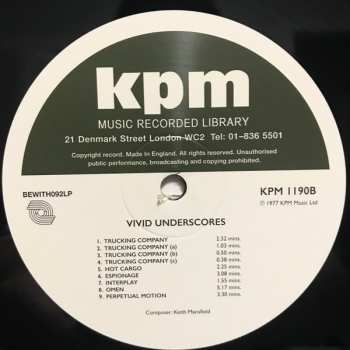 kpm
MUSIC RECORDED LIBRARY
21 Denmark Street London WC2 Tel: 01-836 5501
Copyright record. Made in England. All rights reserved. Unauthorised
public performance, broadcasting and copying prohibited.
BEWITH092LP
KPM 1190B
℗ 1977 KPM Music Ltd
VIVID UNDERSCORES
1. TRUCKING COMPANY 2.32 mins.
2. TRUCKING COMPANY (a) 1.03 mins.
3. TRUCKING COMPANY (b) 0.50 mins.
4. TRUCKING COMPANY (c) 0.38 mins.
5. HOT CARGO 2.25 mins.
6. ESPIONAGE 3.08 mins.
7. INTERPLAY 1.55 mins.
8. OMEN 5.17 mins.
9. PERPETUAL MOTION 3.30 mins.
Composer: Keith Mansfield